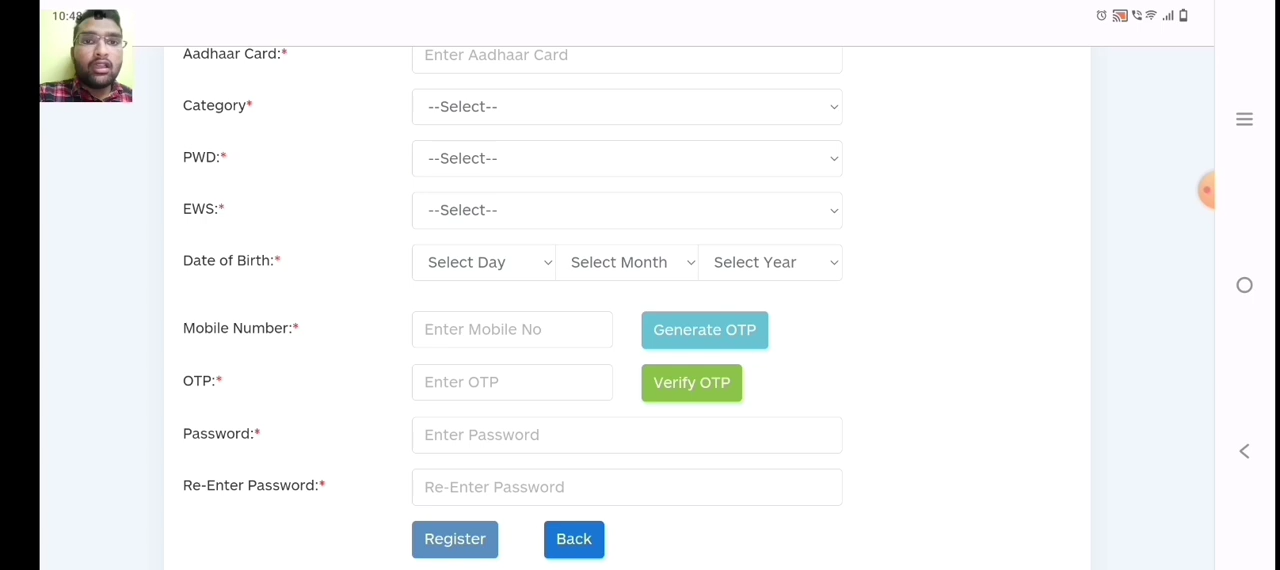 10:48
Aadhaar Card:* Enter Aadhaar Card
Category* --Select--
PWD:* --Select--
EWS:* --Select--
Date of Birth:* Select Day Select Month Select Year
Mobile Number:* Enter Mobile No Generate OTP
OTP:* Enter OTP Verify OTP
Password:* Enter Password
Re-Enter Password:* Re-Enter Password
Register Back